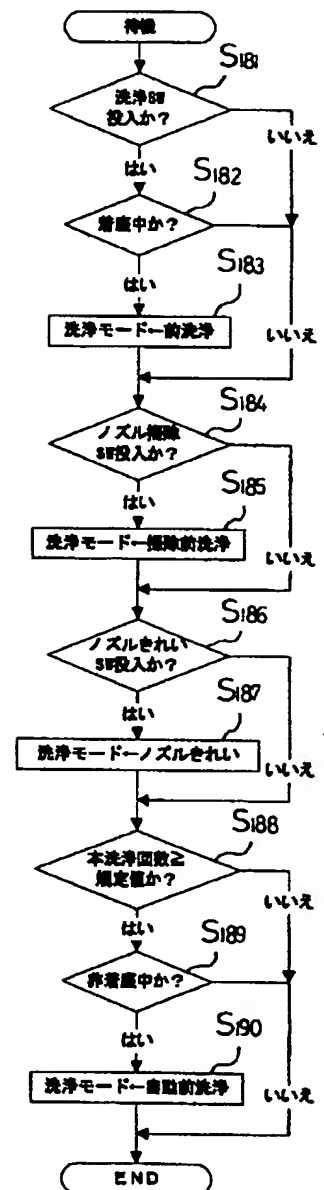 待機
S181
洗浄SW
投入か?
いいえ
はい
S182
着座中か?
S183
はい
洗浄モード←前洗浄
いいえ
S184
ノズル掃除
SW投入か?
はい
S185
洗浄モード←掃除前洗浄
いいえ
S186
ノズルきれい
SW投入か?
はい
S187
洗浄モード←ノズルきれい
いいえ
S188
本洗浄回数≧
規定値か?
いいえ
はい
S189
非着座中か?
はい
S190
洗浄モード←自動前洗浄
いいえ
END